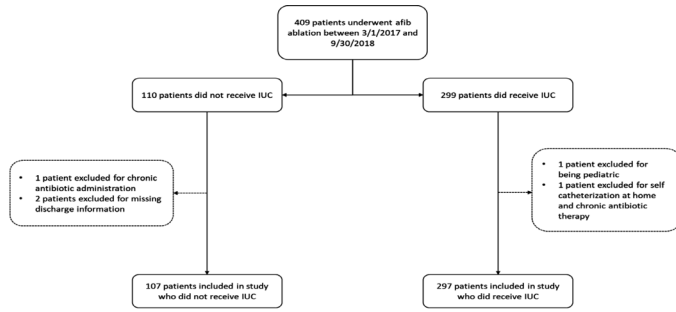 409 patients underwent afib
ablation between 3/1/2017 and
9/30/2018
110 patients did not receive IUC
299 patients did receive IUC
• 1 patient excluded for chronic
antibiotic administration
• 2 patients excluded for missing
discharge information
• 1 patient excluded for
being pediatric
• 1 patient excluded for self
catheterization at home
and chronic antibiotic
therapy
107 patients included in study
who did not receive IUC
297 patients included in study
who did receive IUC